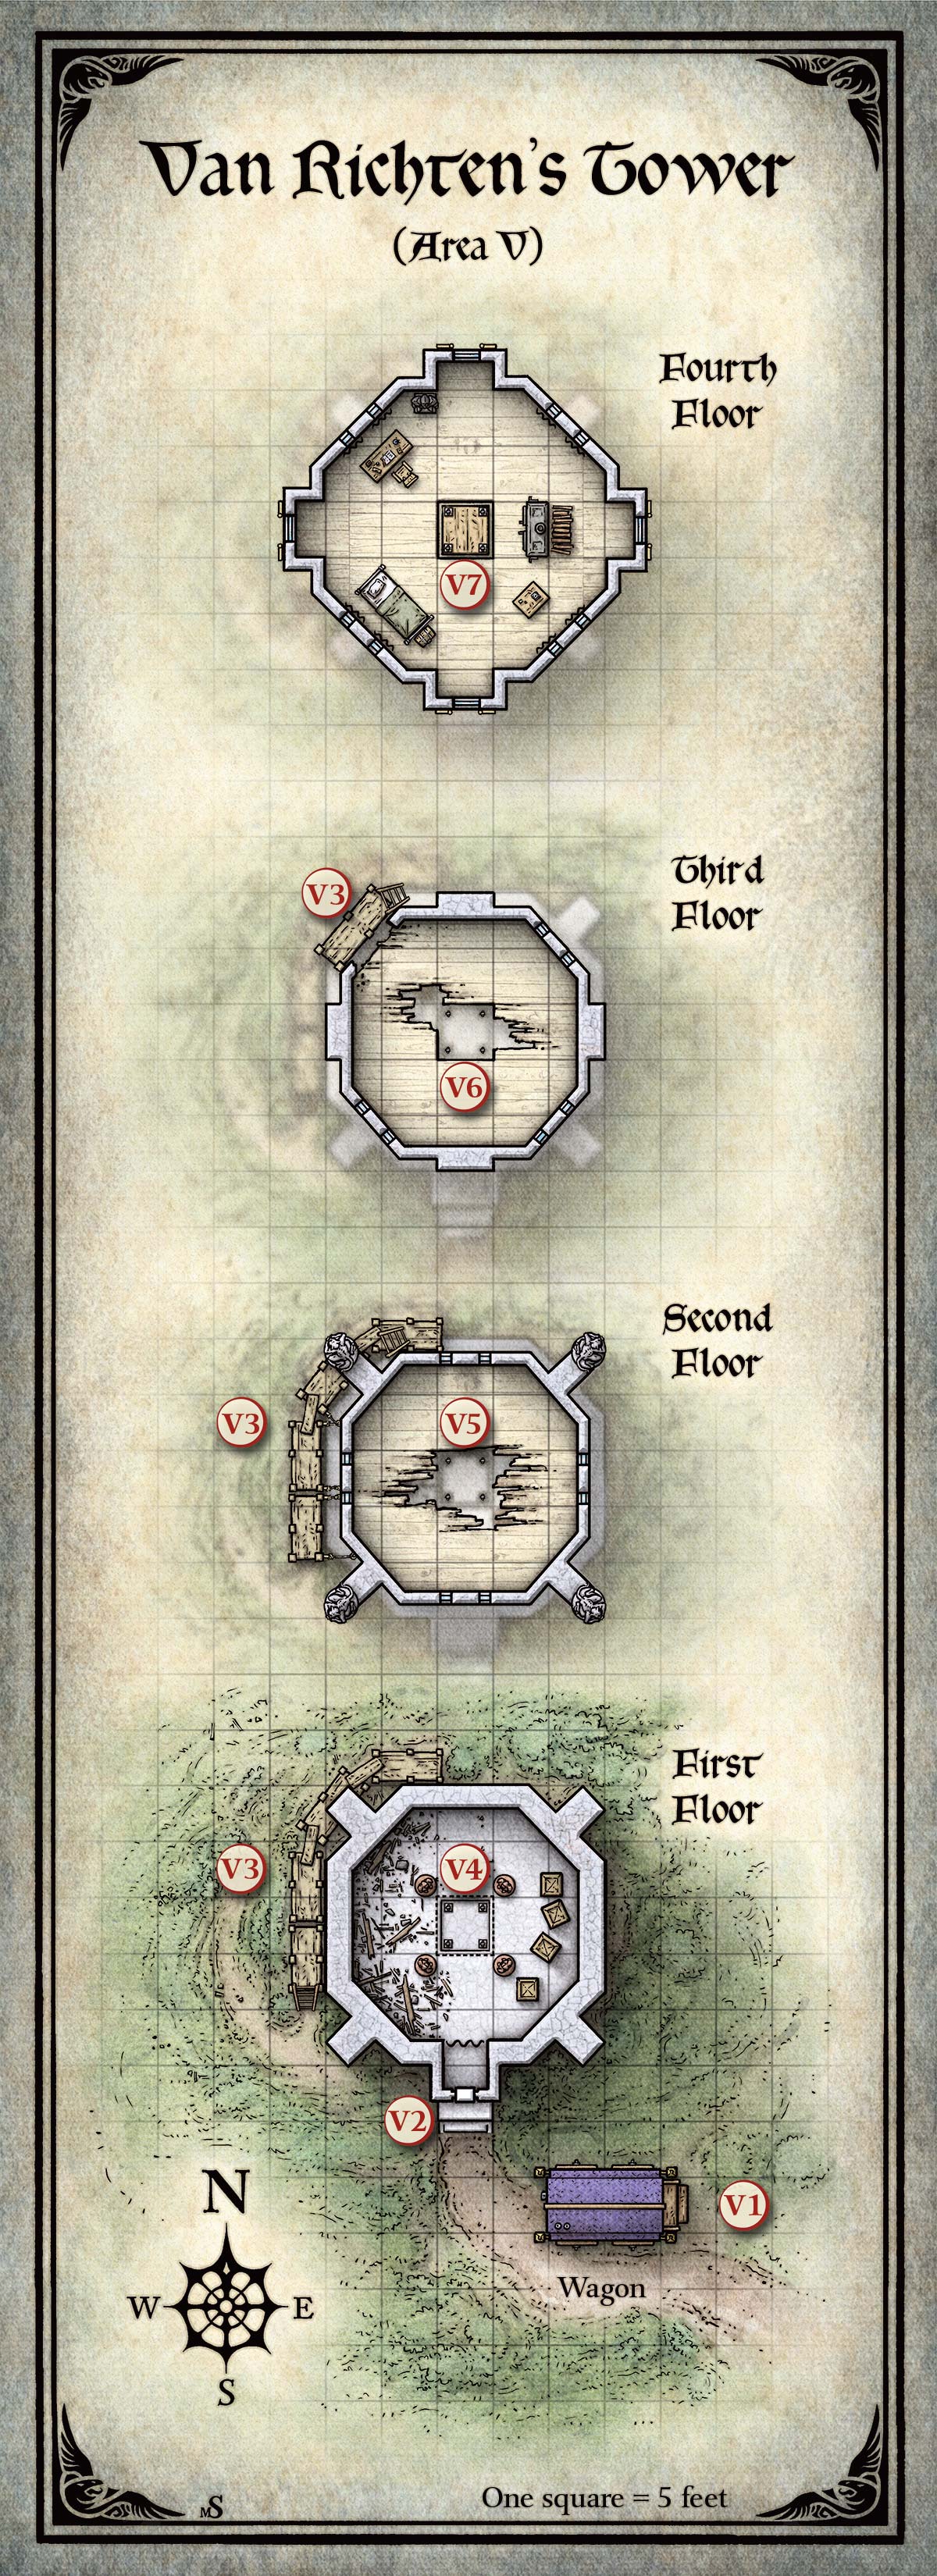 Van Richten's Tower
(Area V)
Fourth
Floor
V7
Third
Floor
V3
V6
Second
Floor
V3
V5
First
Floor
V3
V4
V2
N
V1
W
E
Wagon
S
One square = 5 feet
MS